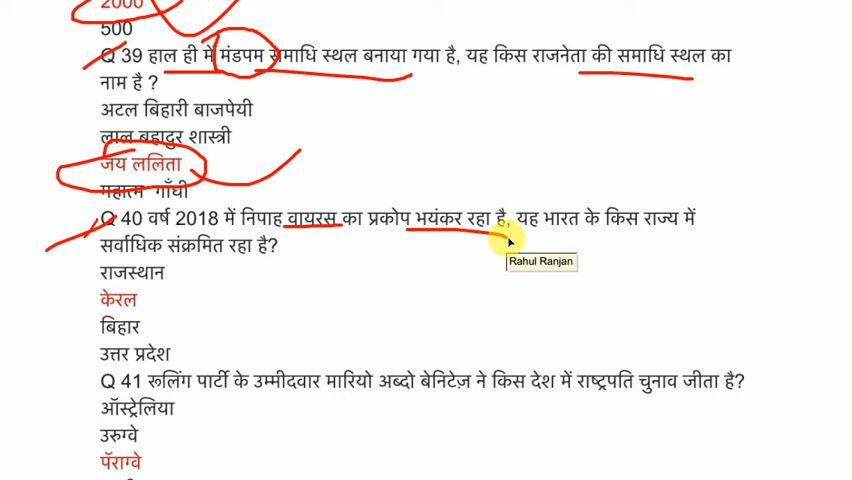 2000
500
Q 39 हाल ही में मंडपम समाधि स्थल बनाया गया है, यह किस राजनेता की समाधि स्थल का
नाम है ?
अटल बिहारी बाजपेयी
लाल बहादुर शास्त्री
जय ललिता
महात्म गाँधी
Q 40 वर्ष 2018 में निपाह वायरस का प्रकोप भयंकर रहा है, यह भारत के किस राज्य में
सर्वाधिक संक्रमित रहा है?
Rahul Ranjan
राजस्थान
केरल
बिहार
उत्तर प्रदेश
Q 41 रूलिंग पार्टी के उम्मीदवार मारियो अब्दो बेनिटेज़ ने किस देश में राष्ट्रपति चुनाव जीता है?
ऑस्ट्रेलिया
उरुग्वे
पॅराग्वे